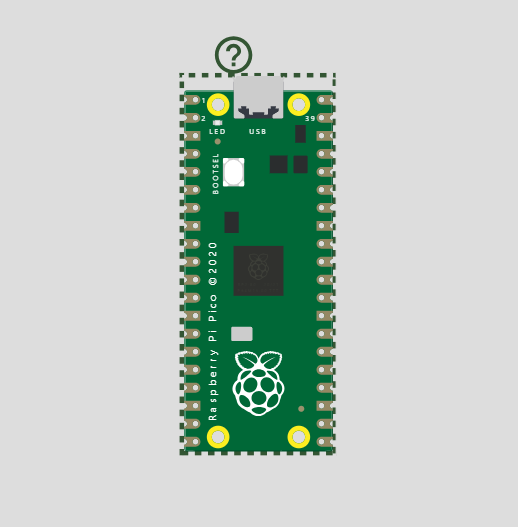 ?
1
2
39
LED
USB
BOOTSEL
Raspberry Pi Pico ©2020